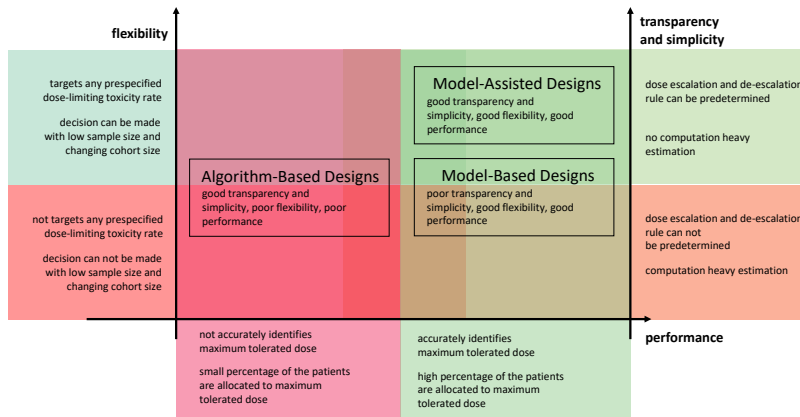 flexibility
transparency
and simplicity
targets any prespecified
dose-limiting toxicity rate
decision can be made
with low sample size and
changing cohort size
Model-Assisted Designs
good transparency and
simplicity, good flexibility, good
performance
dose escalation and de-escalation
rule can be predetermined
no computation heavy
estimation
Algorithm-Based Designs
good transparency and
simplicity, poor flexibility, poor
performance
Model-Based Designs
poor transparency and
simplicity, good flexibility, good
performance
not targets any prespecified
dose-limiting toxicity rate
decision can not be made
with low sample size and
changing cohort size
dose escalation and de-escalation
rule can not
be predetermined
computation heavy estimation
performance
not accurately identifies
maximum tolerated dose
small percentage of the patients
are allocated to maximum
tolerated dose
accurately identifies
maximum tolerated dose
high percentage of the patients
are allocated to maximum
tolerated dose